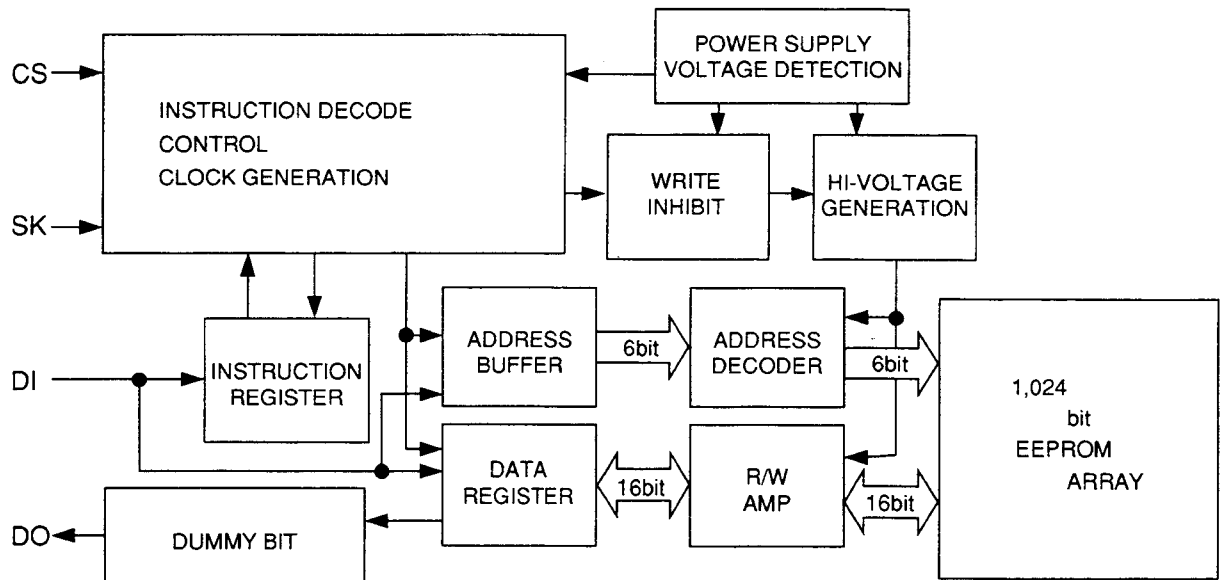 CS
SK
DI
DO
INSTRUCTION DECODE
CONTROL
CLOCK GENERATION
POWER SUPPLY
VOLTAGE DETECTION
WRITE
INHIBIT
HI-VOLTAGE
GENERATION
INSTRUCTION
REGISTER
ADDRESS
BUFFER
6bit
ADDRESS
DECODER
6bit
DATA
REGISTER
16bit
R/W
AMP
16bit
1,024
bit
EEPROM
ARRAY
DUMMY BIT